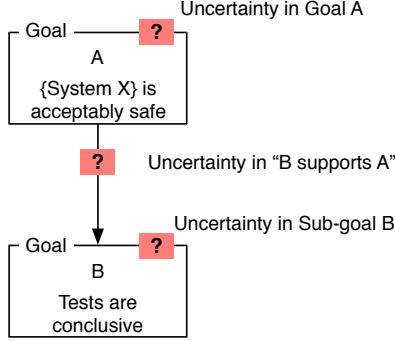 Uncertainty in Goal A
Goal ?
A
{System X} is
acceptably safe
? Uncertainty in “B supports A”
Uncertainty in Sub-goal B
Goal ?
B
Tests are
conclusive